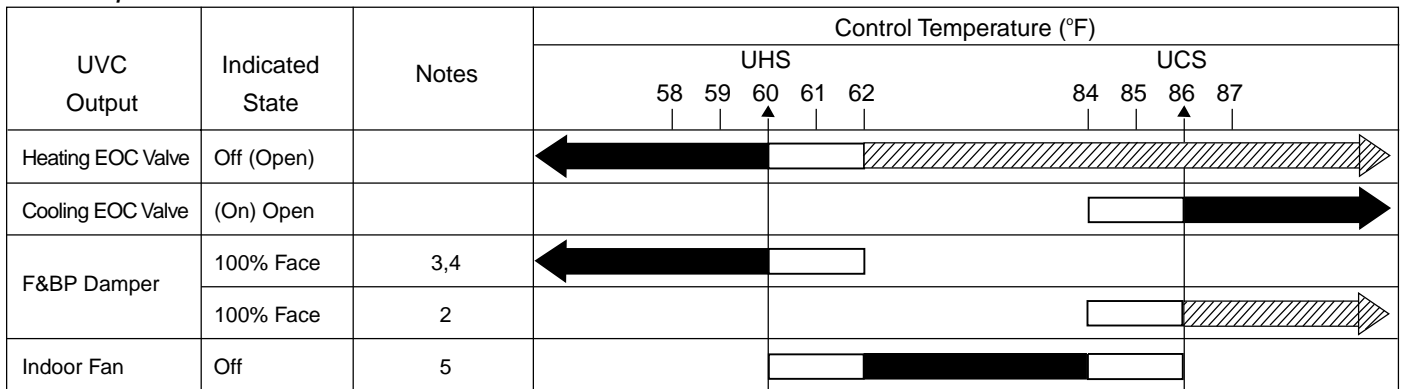 Control Temperature (°F)
UVC Output
Indicated State
Notes
UHS
UCS
58 59 60 61 62 84 85 86 87
Heating EOC Valve Off (Open)
Cooling EOC Valve (On) Open
F&BP Damper
100% Face 3,4
100% Face 2
Indoor Fan Off 5